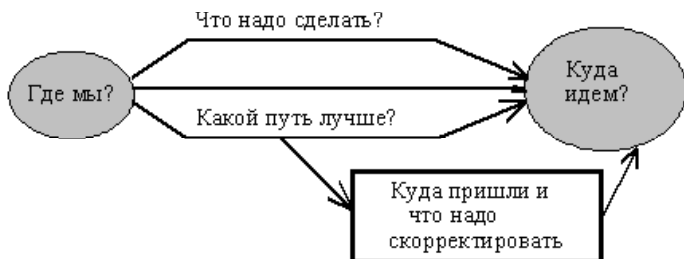 Что надо сделать?
Где мы?
Куда
идем?
Какой путь лучше?
Куда пришли и
что надо
скорректировать